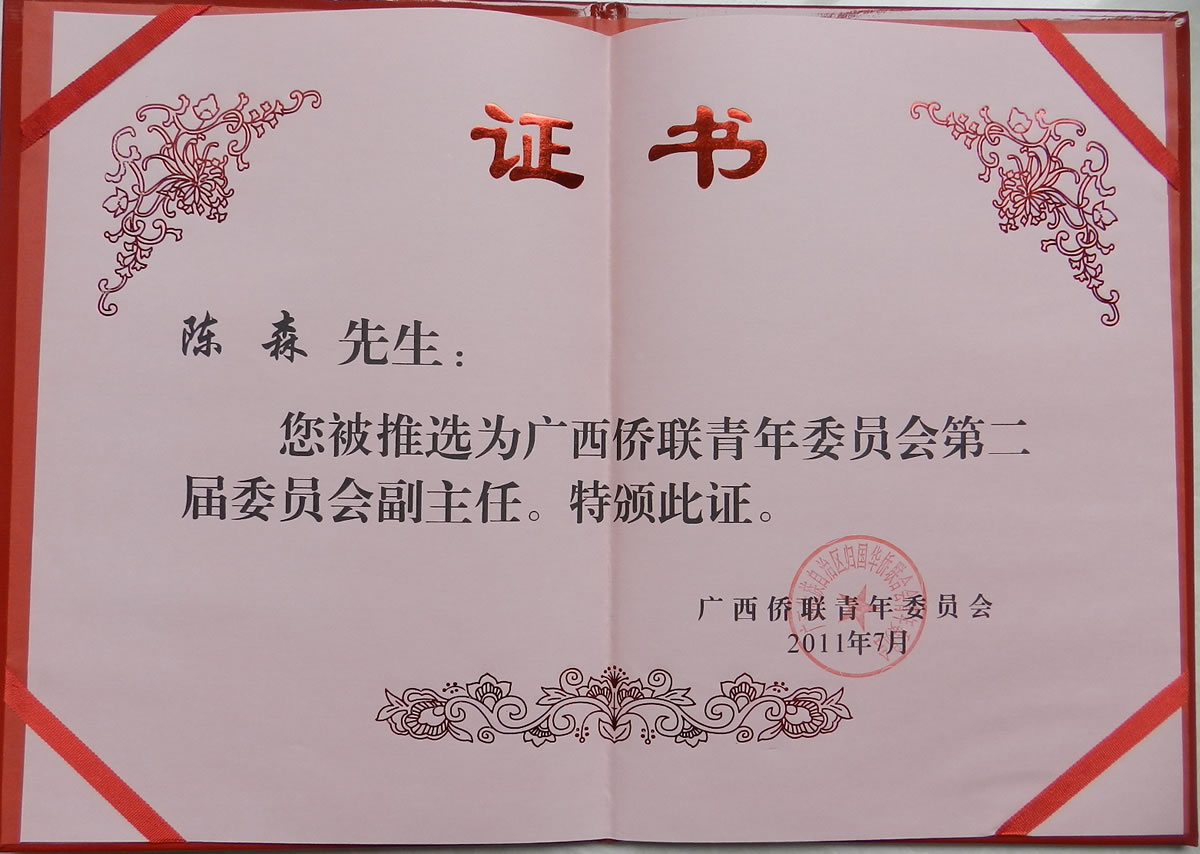 证书
陈 森 先生：
您被推选为广西侨联青年委员会第二
届委员会副主任。特颁此证。
广西侨联青年委员会
2011年7月